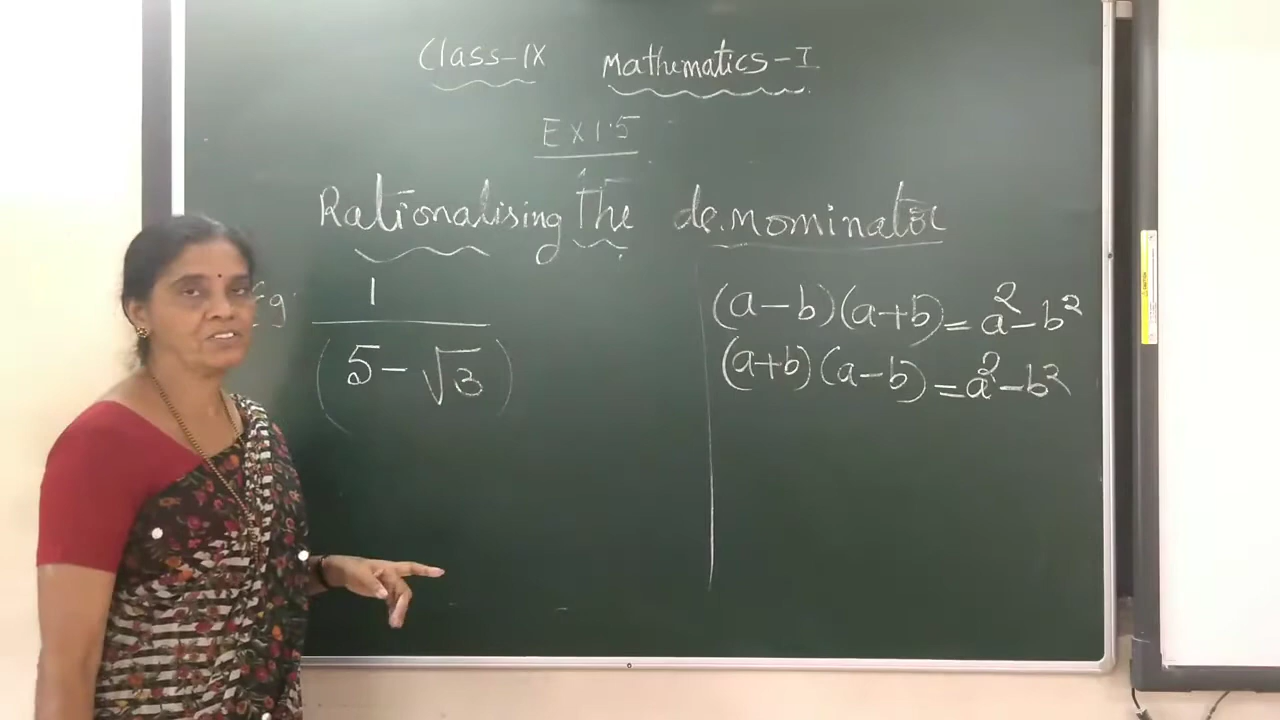 Class-IX Mathematics-I
EX 1.5
Rationalising the denominator
Eg:
1
(5-√3)
(a-b)(a+b)=a²-b²
(a+b)(a-b)=a²-b²